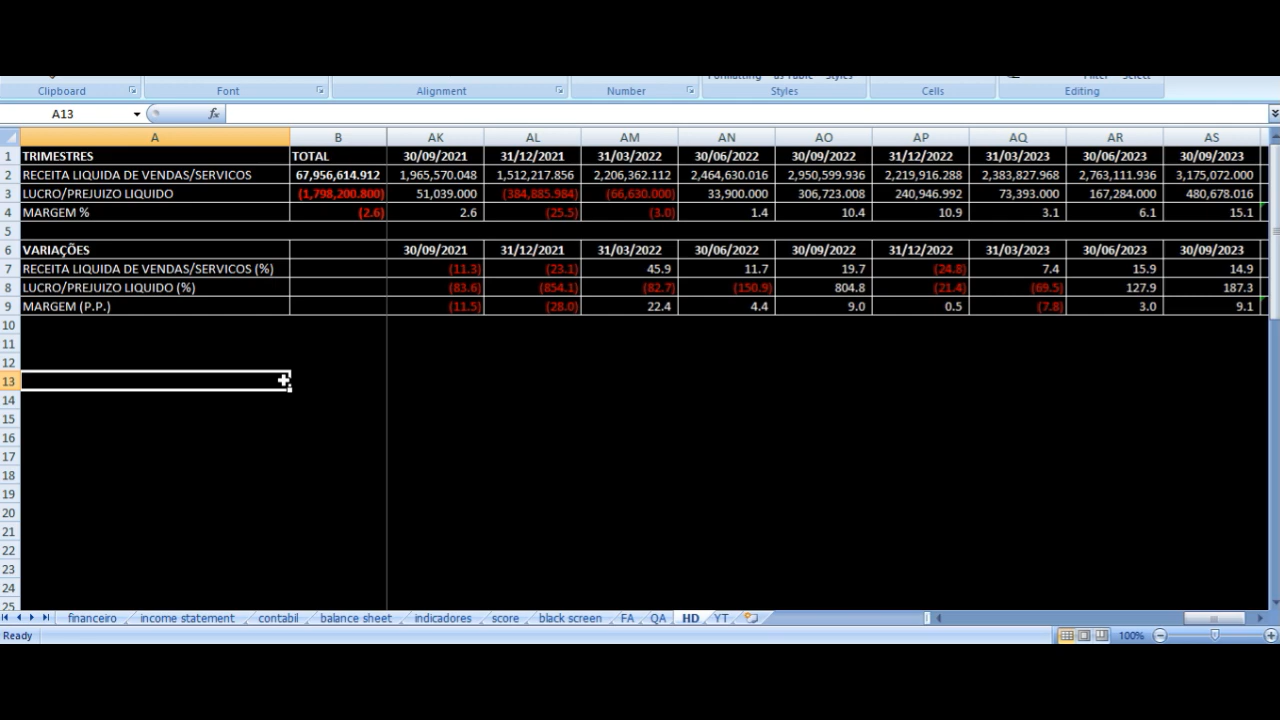 Clipboard Font Alignment Number Styles Cells Editing
A13 fx
A B AK AL AM AN AO AP AQ AR AS
1 TRIMESTRES TOTAL 30/09/2021 31/12/2021 31/03/2022 30/06/2022 30/09/2022 31/12/2022 31/03/2023 30/06/2023 30/09/2023
2 RECEITA LIQUIDA DE VENDAS/SERVICOS 67,956,614.912 1,965,570.048 1,512,217.856 2,206,362.112 2,464,630.016 2,950,599.936 2,219,916.288 2,383,827.968 2,763,111.936 3,175,072.000
3 LUCRO/PREJUIZO LIQUIDO (1,798,200.800) 51,039.000 (384,885.984) (66,630.000) 33,900.000 306,723.008 240,946.992 73,393.000 167,284.000 480,678.016
4 MARGEM % (2.6) 2.6 (25.5) (3.0) 1.4 10.4 10.9 3.1 6.1 15.1
5
6 VARIAÇÕES 30/09/2021 31/12/2021 31/03/2022 30/06/2022 30/09/2022 31/12/2022 31/03/2023 30/06/2023 30/09/2023
7 RECEITA LIQUIDA DE VENDAS/SERVICOS (%) (11.3) (23.1) 45.9 11.7 19.7 (24.8) 7.4 15.9 14.9
8 LUCRO/PREJUIZO LIQUIDO (%) (83.6) (854.1) (82.7) (150.9) 804.8 (21.4) (69.5) 127.9 187.3
9 MARGEM (P.P.) (11.5) (28.0) 22.4 4.4 9.0 0.5 (7.8) 3.0 9.1
10
11
12
13
14
15
16
17
18
19
20
21
22
23
24
25
financeiro income statement contabil balance sheet indicadores score black screen FA QA HD YT
Ready 100%